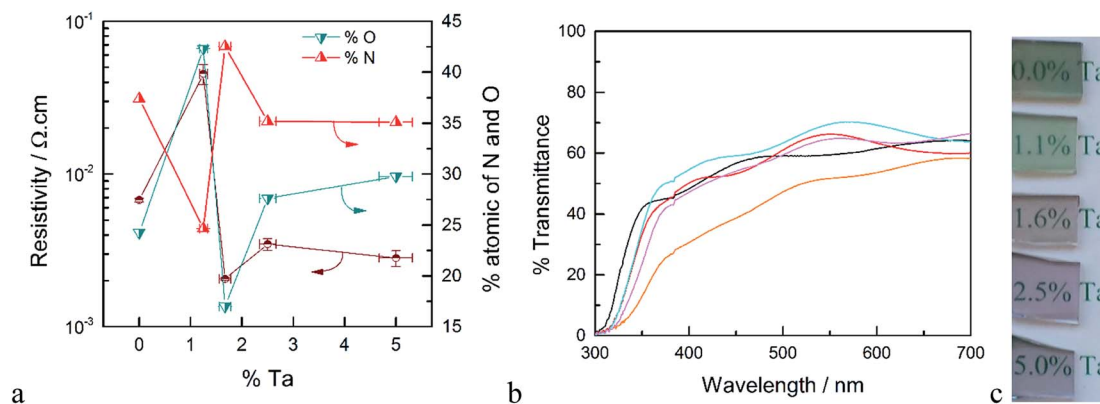 10⁻¹
10⁻²
10⁻³
Resistivity / Ω.cm
% O
% N
45
40
35
30
25
20
15
% atomic of N and O
0 1 2 3 4 5
% Ta
a
100
80
60
40
20
0
% Transmittance
300 400 500 600 700
Wavelength / nm
b
0.0% Ta
1.1% Ta
1.6% Ta
2.5% Ta
5.0% Ta
c